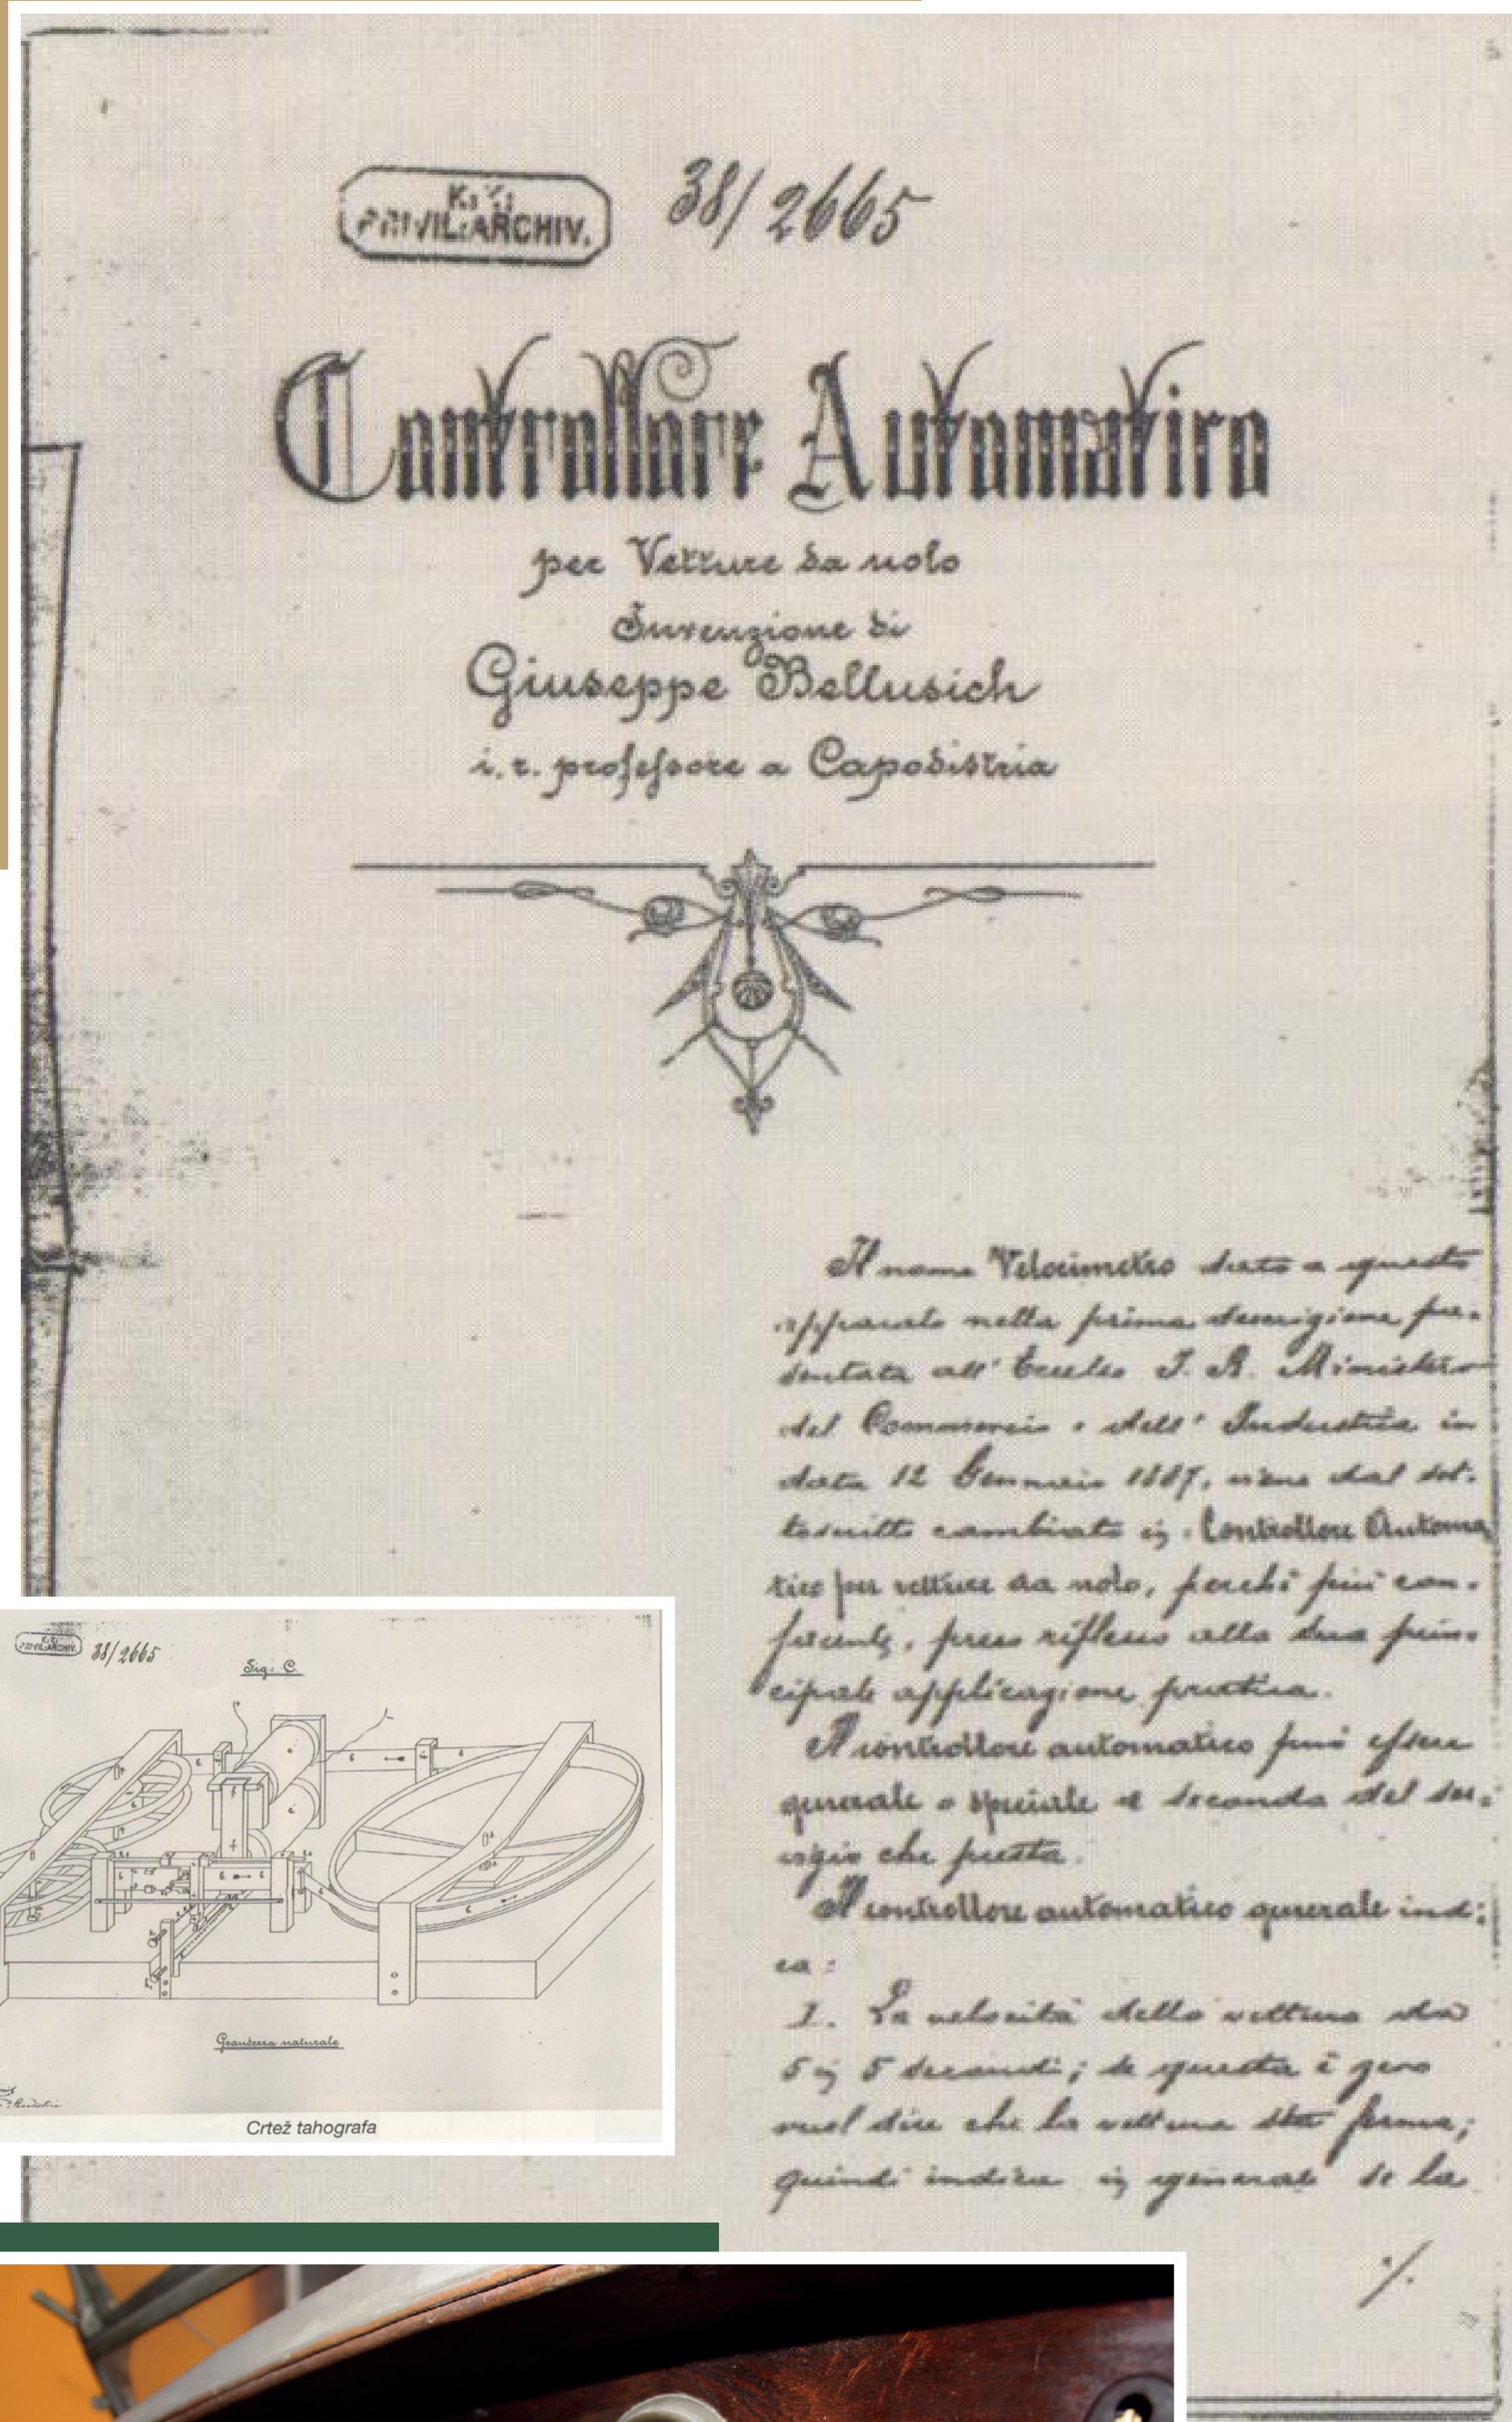 K. K.
PRIVIL:ARCHIV.
38/2665
Controllore Automatico
per Vetture da nolo
Invenzione di
Giuseppe Bellusich
i. r. professore a Capodistria
Il nome Velocimetro dato a questo
apparato nella prima descrizione pre-
sentata all' Eccelso I. R. Ministero
del Commercio e dell' Industria in
data 12 Gennaio 1887, viene dal sot-
toscritto cambiato in: Controllore Automa
tico per vetture da nolo, perchè più con-
facente, preso riflesso alla sua prin-
cipale applicazione pratica.
Il controllore automatico può essere
generale o speciale a seconda del ser-
vizio che presta.
Il controllore automatico generale indi
ca:
1. La velocità della vettura da
5 in 5 secondi; se questa è zero
vuol dire che la vettura sta ferma;
quindi indica in generale se la
./.
K. K.
PRIVIL:ARCHIV.
38/2665
Fig: C.
Grandezza naturale
Crtež tahografa